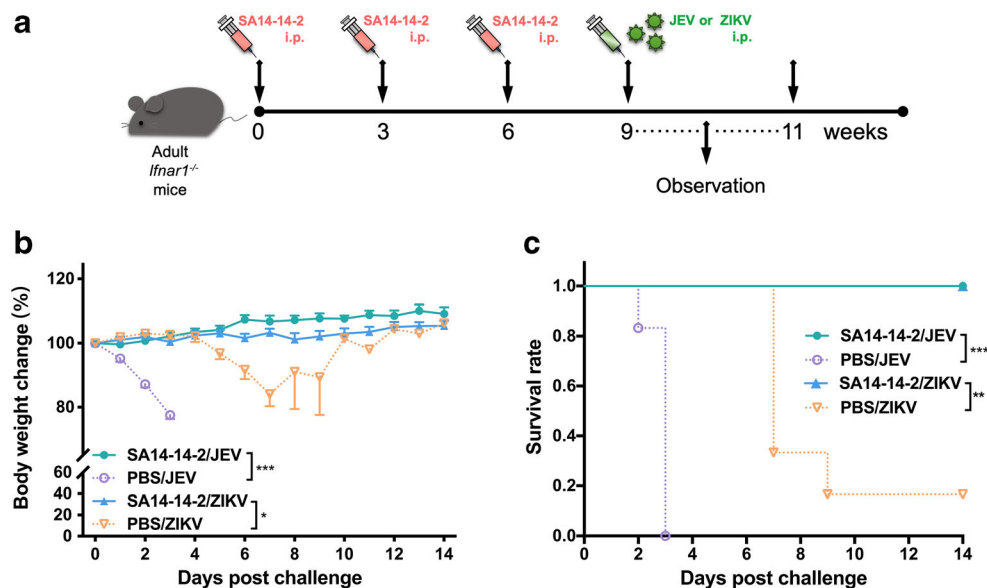 a
SA14-14-2
i.p.
SA14-14-2
i.p.
SA14-14-2
i.p.
JEV or ZIKV
i.p.
0 3 6 9 11 weeks
Adult
Ifnar1-/-
mice
Observation
b
Body weight change (%)
120
100
80
60
40
20
0
SA14-14-2/JEV
PBS/JEV
***
SA14-14-2/ZIKV
PBS/ZIKV
*
0 2 4 6 8 10 12 14
Days post challenge
c
Survival rate
1.0
0.8
0.6
0.4
0.2
0.0
SA14-14-2/JEV
PBS/JEV
***
SA14-14-2/ZIKV
PBS/ZIKV
**
0 2 4 6 8 10 12 14
Days post challenge